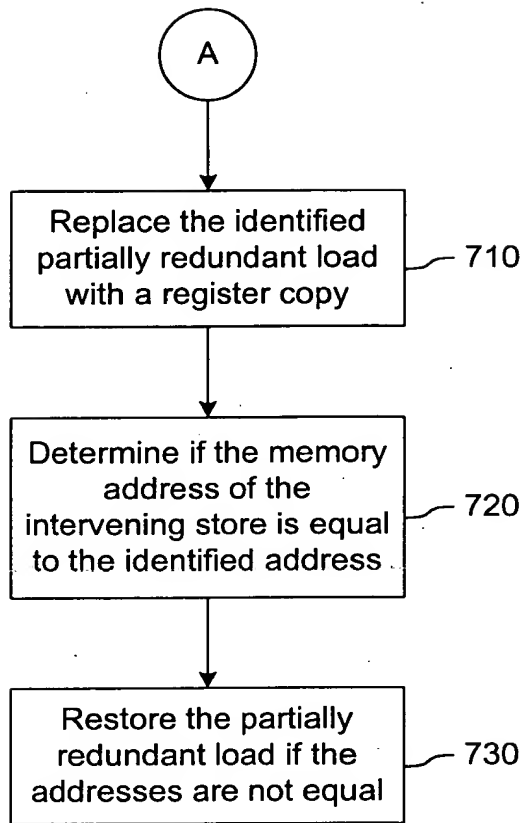 A
Replace the identified
partially redundant load
with a register copy
710
Determine if the memory
address of the
intervening store is equal
to the identified address
720
Restore the partially
redundant load if the
addresses are not equal
730